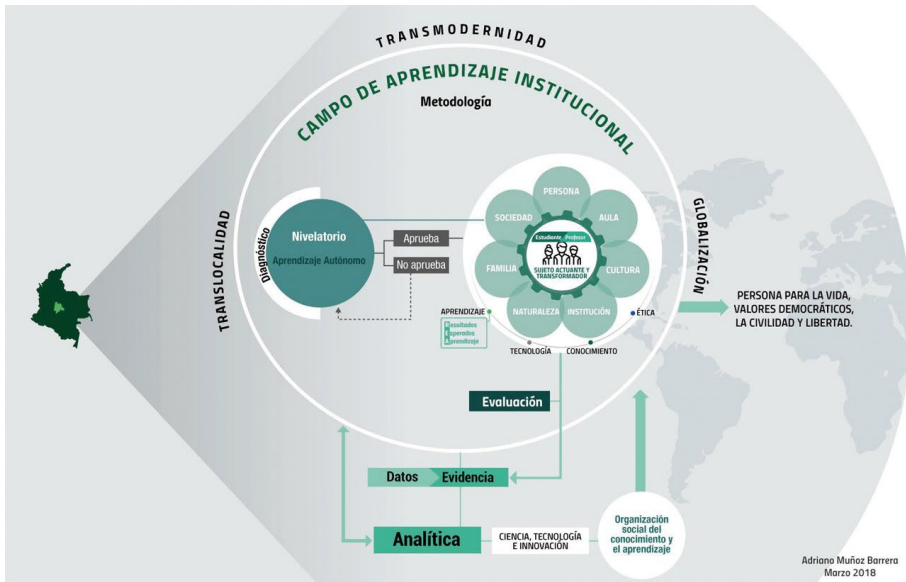 TRANSMODERNIDAD
CAMPO DE APRENDIZAJE INSTITUCIONAL
Metodología
TRANSLOCALIDAD
GLOBALIZACIÓN
Diagnóstico
Nivelatorio
Aprendizaje Autónomo
Aprueba
No aprueba
PERSONA
SOCIEDAD
AULA
FAMILIA
CULTURA
NATURALEZA
INSTITUCIÓN
Estudiante Profesor
SUJETO ACTUANTE Y
TRANSFORMADOR
APRENDIZAJE
Resultados
Esperados
Aprendizaje
TECNOLOGÍA
CONOCIMIENTO
ÉTICA
PERSONA PARA LA VIDA,
VALORES DEMOCRÁTICOS,
LA CIVILIDAD Y LIBERTAD.
Evaluación
Datos
Evidencia
Analítica
CIENCIA, TECNOLOGÍA
E INNOVACIÓN
Organización
social del
conocimiento y
el aprendizaje
Adriano Muñoz Barrera
Marzo 2018